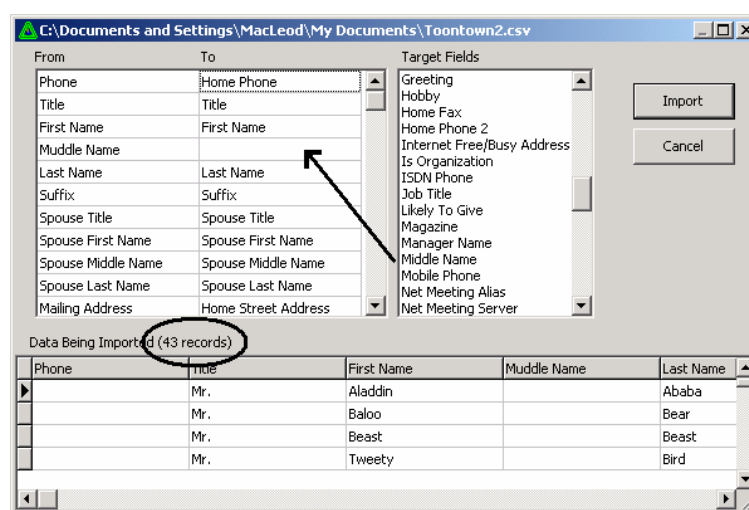 C:\Documents and Settings\MacLeod\My Documents\Toontown2.csv
From To Target Fields
Phone Home Phone
Title Title
First Name First Name
Muddle Name
Last Name Last Name
Suffix Suffix
Spouse Title Spouse Title
Spouse First Name Spouse First Name
Spouse Middle Name Spouse Middle Name
Spouse Last Name Spouse Last Name
Mailing Address Home Street Address
Greeting
Hobby
Home Fax
Home Phone 2
Internet Free/Busy Address
Is Organization
ISDN Phone
Job Title
Likely To Give
Magazine
Manager Name
Middle Name
Mobile Phone
Net Meeting Alias
Net Meeting Server
Import
Cancel
Data Being Imported (43 records)
Phone Title First Name Muddle Name Last Name
Mr. Aladdin Ababa
Mr. Baloo Bear
Mr. Beast Beast
Mr. Tweety Bird